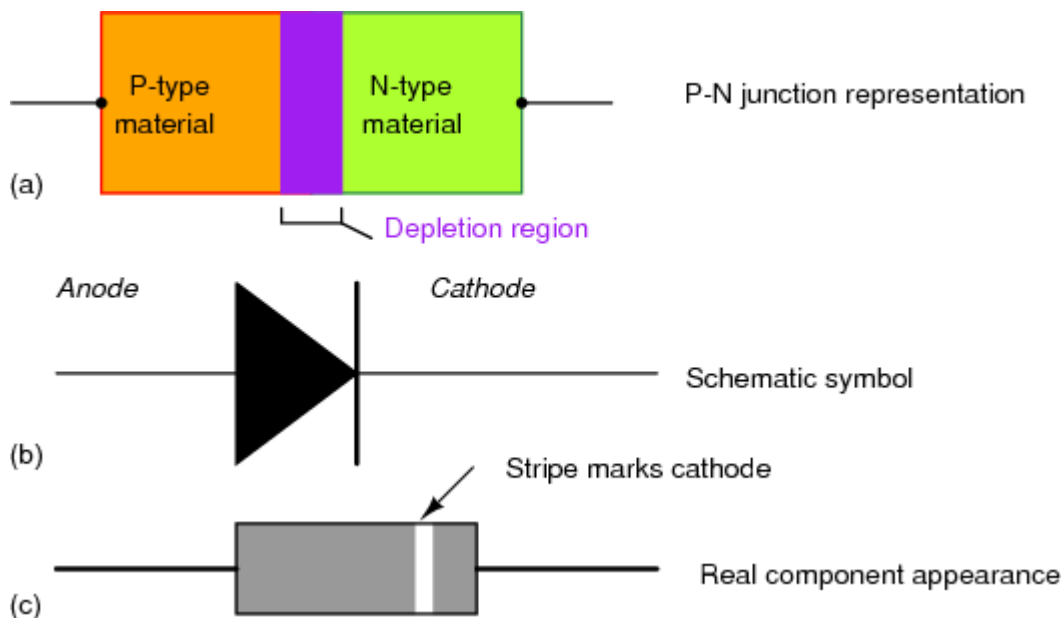 P-type
material
N-type
material
P-N junction representation
(a)
Depletion region
Anode
Cathode
Schematic symbol
(b)
Stripe marks cathode
Real component appearance
(c)